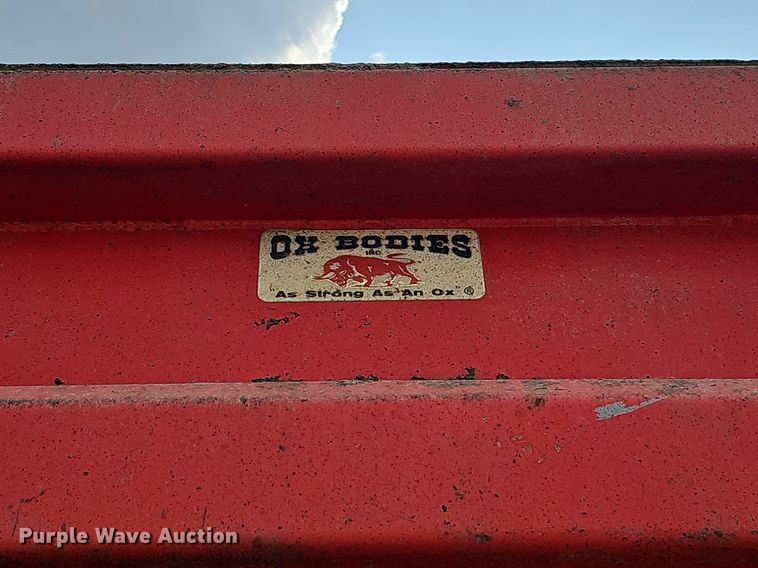 OX BODIES
INC.
"As Strong As An Ox"®
Purple Wave Auction